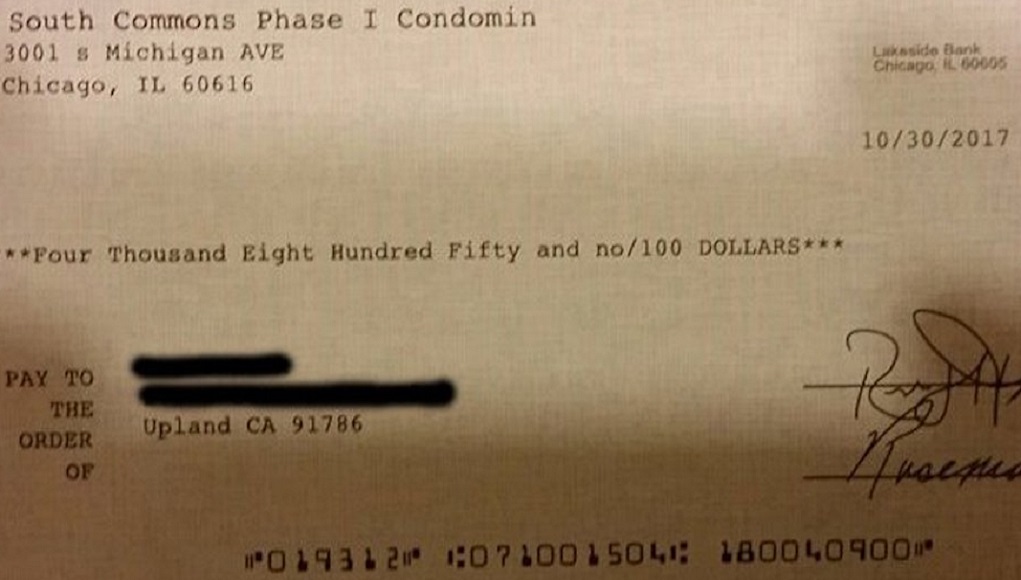 South Commons Phase I Condomin
3001 s Michigan AVE
Chicago, IL 60616
Lakeside Bank
Chicago, IL 60605
10/30/2017
**Four Thousand Eight Hundred Fifty and no/100 DOLLARS***
PAY TO
THE
ORDER
OF
Upland CA 91786
⑈019312⑈ ⑆071001504⑆ 180040900⑈